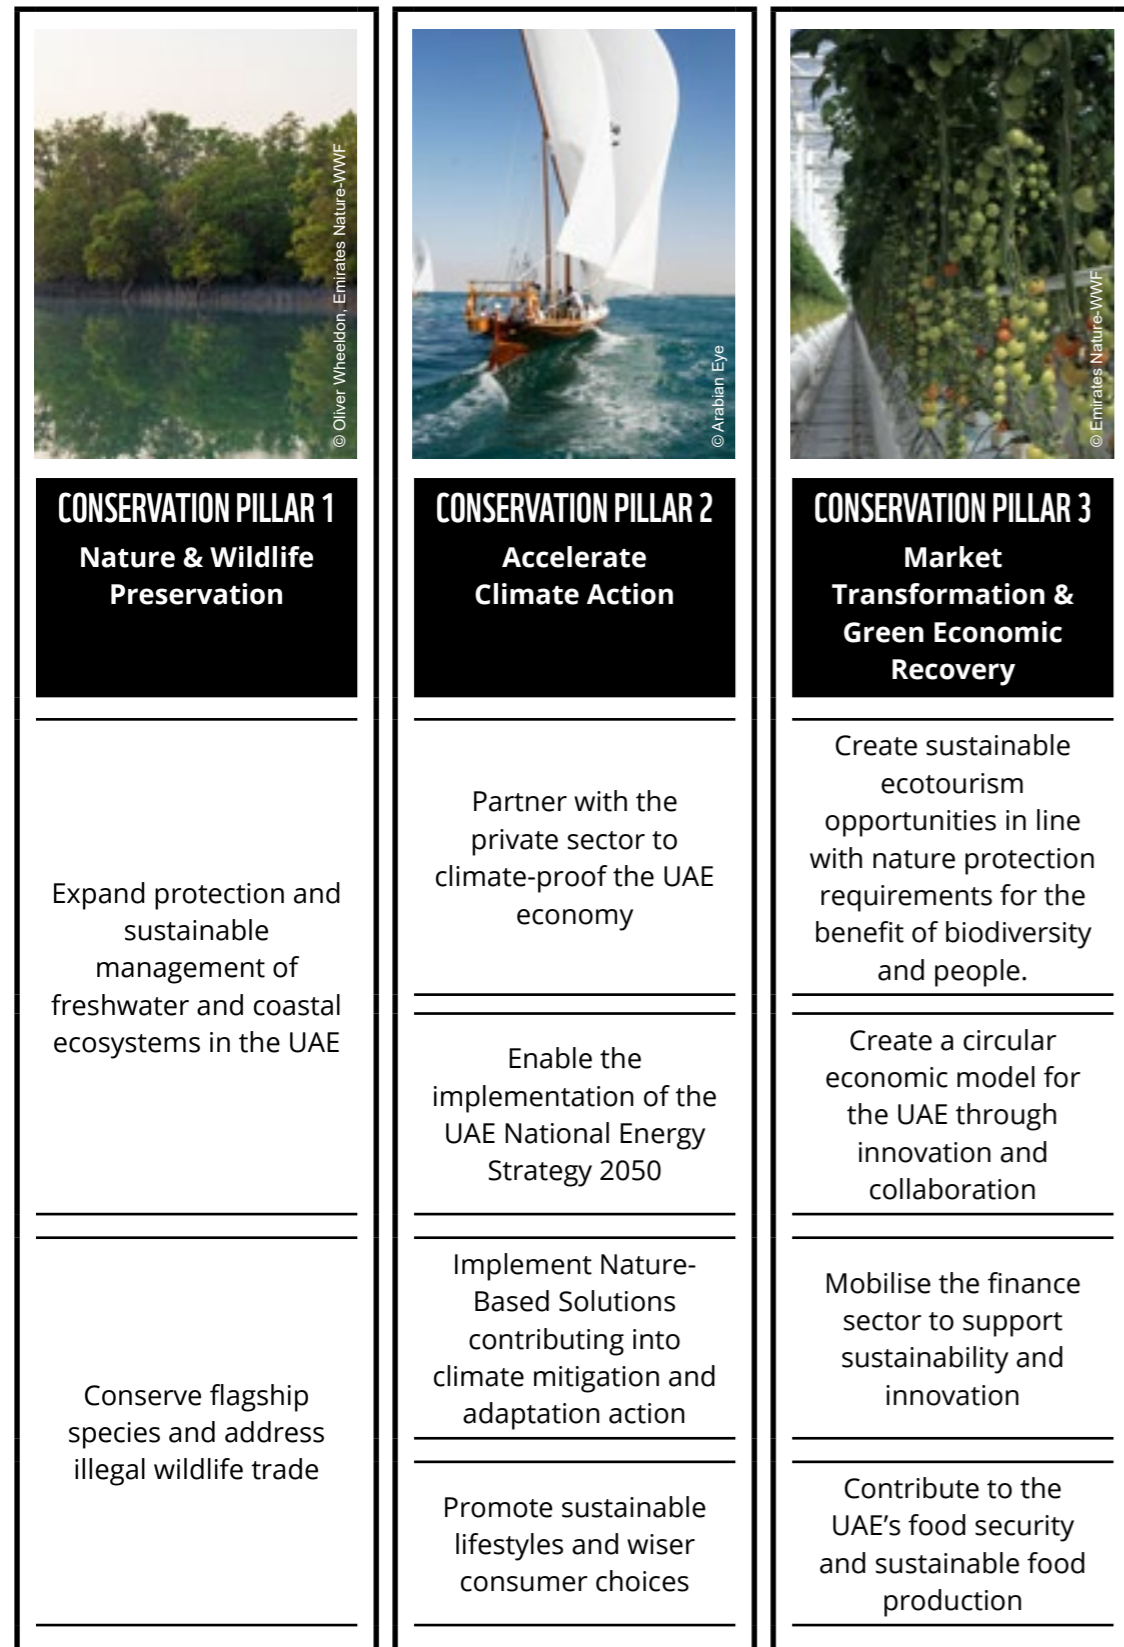 © Oliver Wheeldon, Emirates Nature-WWF
CONSERVATION PILLAR 1
Nature & Wildlife
Preservation
Expand protection and
sustainable
management of
freshwater and coastal
ecosystems in the UAE
Conserve flagship
species and address
illegal wildlife trade
© Arabian Eye
CONSERVATION PILLAR 2
Accelerate
Climate Action
Partner with the
private sector to
climate-proof the UAE
economy
Enable the
implementation of the
UAE National Energy
Strategy 2050
Implement Nature-
Based Solutions
contributing into
climate mitigation and
adaptation action
Promote sustainable
lifestyles and wiser
consumer choices
© Emirates Nature-WWF
CONSERVATION PILLAR 3
Market
Transformation &
Green Economic
Recovery
Create sustainable
ecotourism
opportunities in line
with nature protection
requirements for the
benefit of biodiversity
and people.
Create a circular
economic model for
the UAE through
innovation and
collaboration
Mobilise the finance
sector to support
sustainability and
innovation
Contribute to the
UAE’s food security
and sustainable food
production